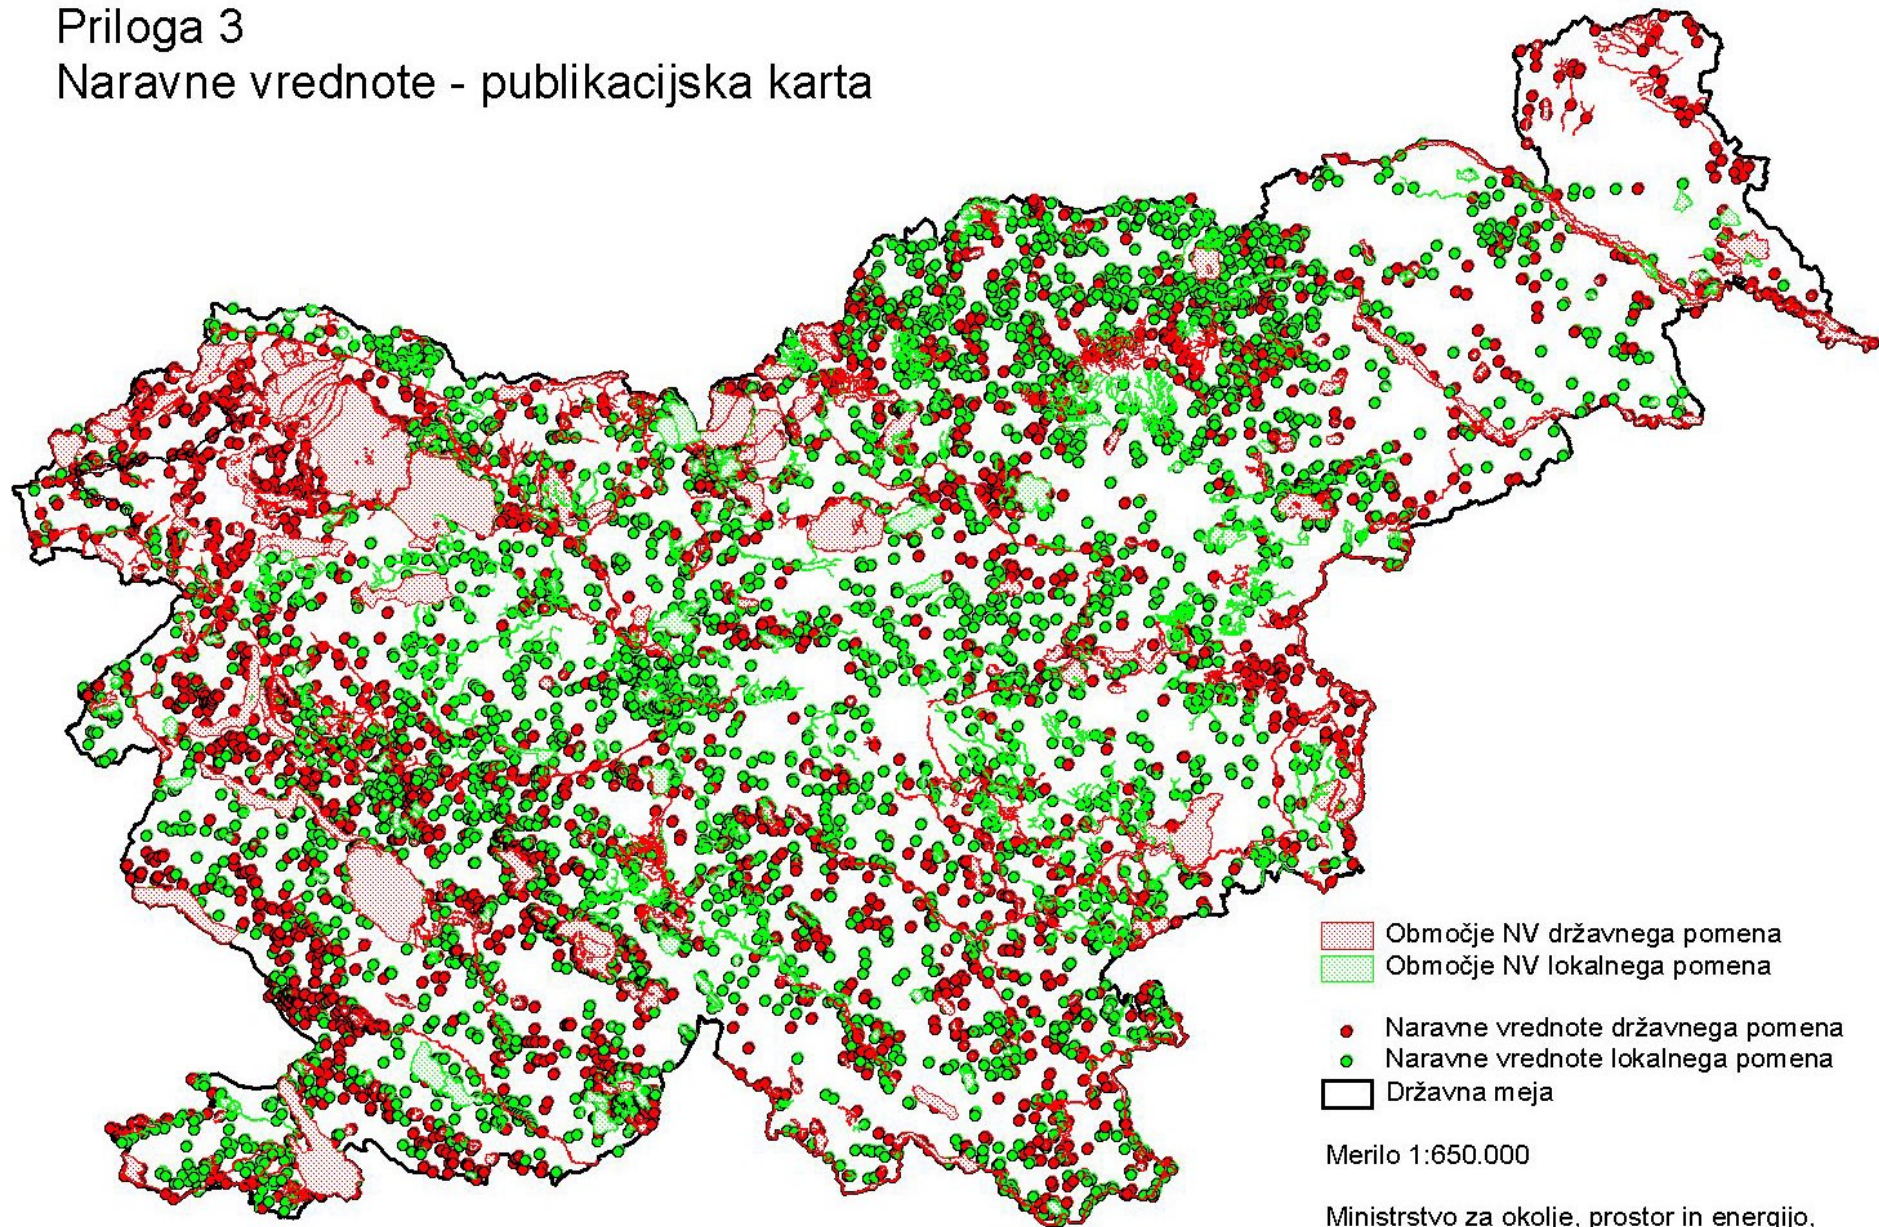 Priloga 3
Naravne vrednote - publikacijska karta
Območje NV državnega pomena
Območje NV lokalnega pomena
Naravne vrednote državnega pomena
Naravne vrednote lokalnega pomena
Državna meja
Merilo 1:650.000
Ministrstvo za okolje, prostor in energijo,